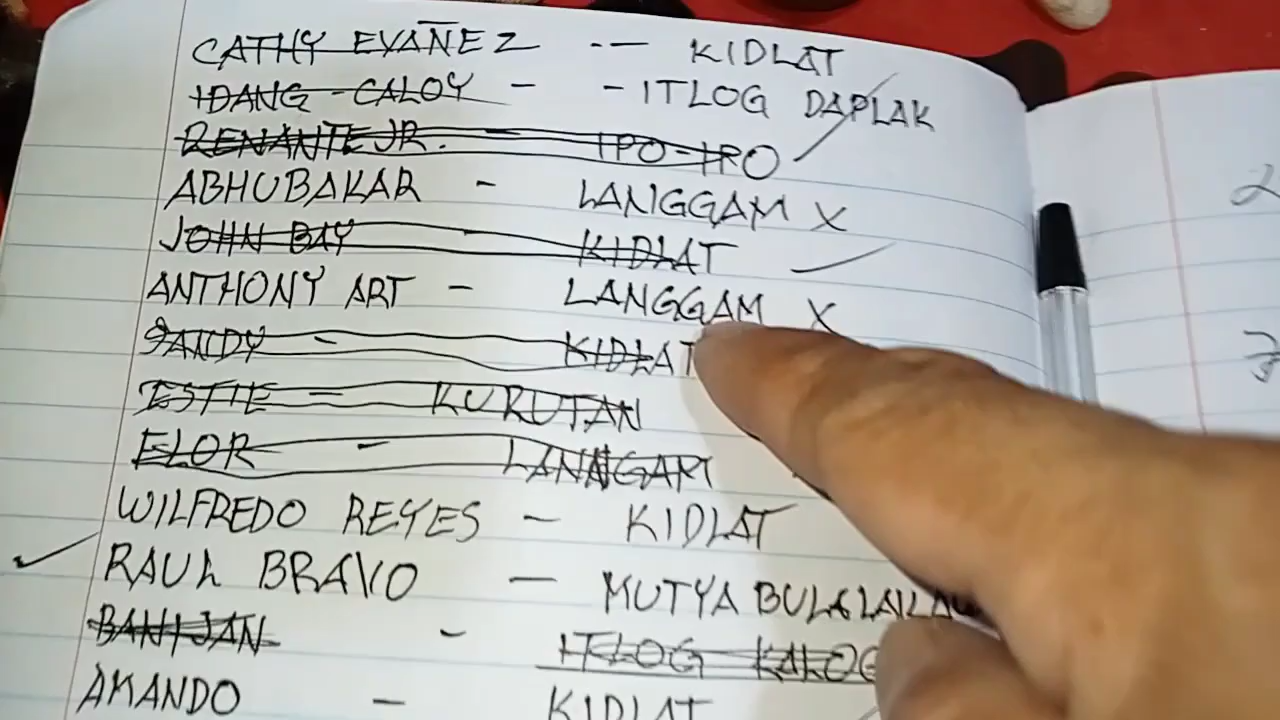 CATHY EVAÑEZ -- KIDLAT
IDANG-CALOY - -ITLOG DAPLAK
RENANTE JR. - IPO-IPO
ABHUBAKAR - LANGGAM X
JOHN BAY - KIDLAT
ANTHONY ART - LANGGAM X
SANDY - KIDLAT
ESTIE - KURUTAN
ELOR - LANNGAM
WILFREDO REYES - KIDLAT
RAUL BRAVO - MUTYA
BANIJAN - ITLOG
AMANDO - KIDLAT